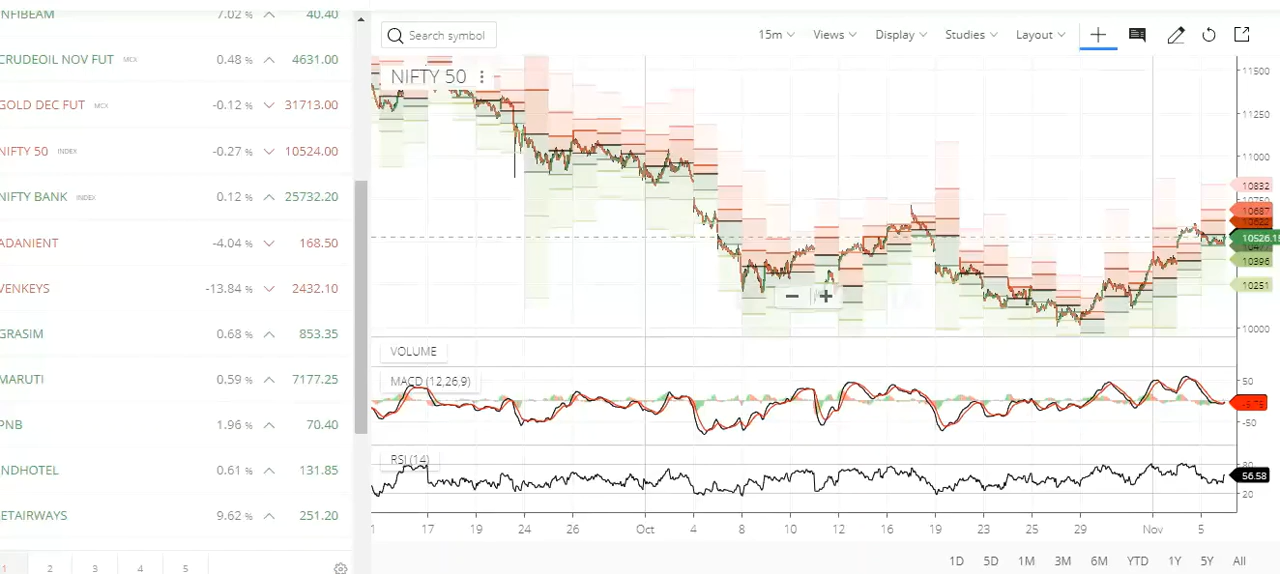 NFIBEAM 7.02 % 40.40
CRUDEOIL NOV FUT MCX 0.48 % 4631.00
GOLD DEC FUT MCX -0.12 % 31713.00
NIFTY 50 INDEX -0.27 % 10524.00
NIFTY BANK INDEX 0.12 % 25732.20
ADANIENT -4.04 % 168.50
VENKEYS -13.84 % 2432.10
GRASIM 0.68 % 853.35
MARUTI 0.59 % 7177.25
PNB 1.96 % 70.40
NDHOTEL 0.61 % 131.85
ETAIRWAYS 9.62 % 251.20
1 2 3 4 5
Search symbol 15m Views Display Studies Layout
NIFTY 50
11500
11250
11000
10832
10687
10526.1
10396
10251
10000
VOLUME
MACD (12,26,9)
50
-50
RSI (14)
80
56.58
20
17 19 24 26 Oct 4 8 10 12 16 19 23 25 29 Nov 5
1D 5D 1M 3M 6M YTD 1Y 5Y All